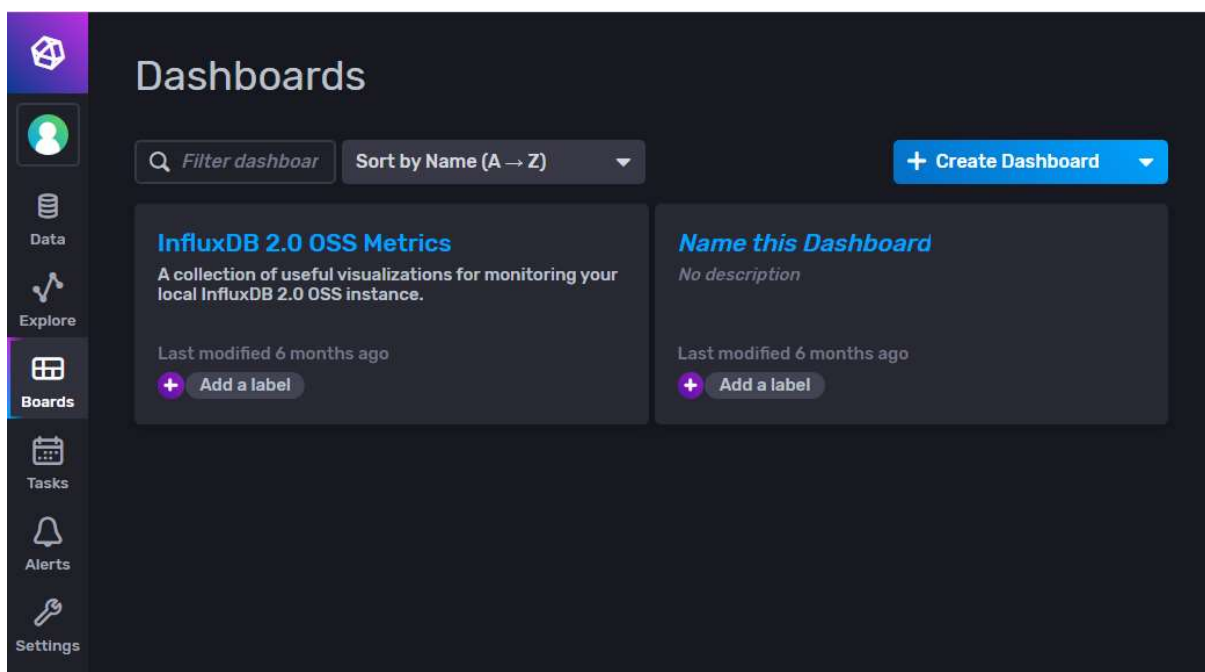 Dashboards
Filter dashboar
Sort by Name (A → Z)
+ Create Dashboard
Data
Explore
Boards
Tasks
Alerts
Settings
InfluxDB 2.0 OSS Metrics
A collection of useful visualizations for monitoring your
local InfluxDB 2.0 OSS instance.
Last modified 6 months ago
+ Add a label
Name this Dashboard
No description
Last modified 6 months ago
+ Add a label